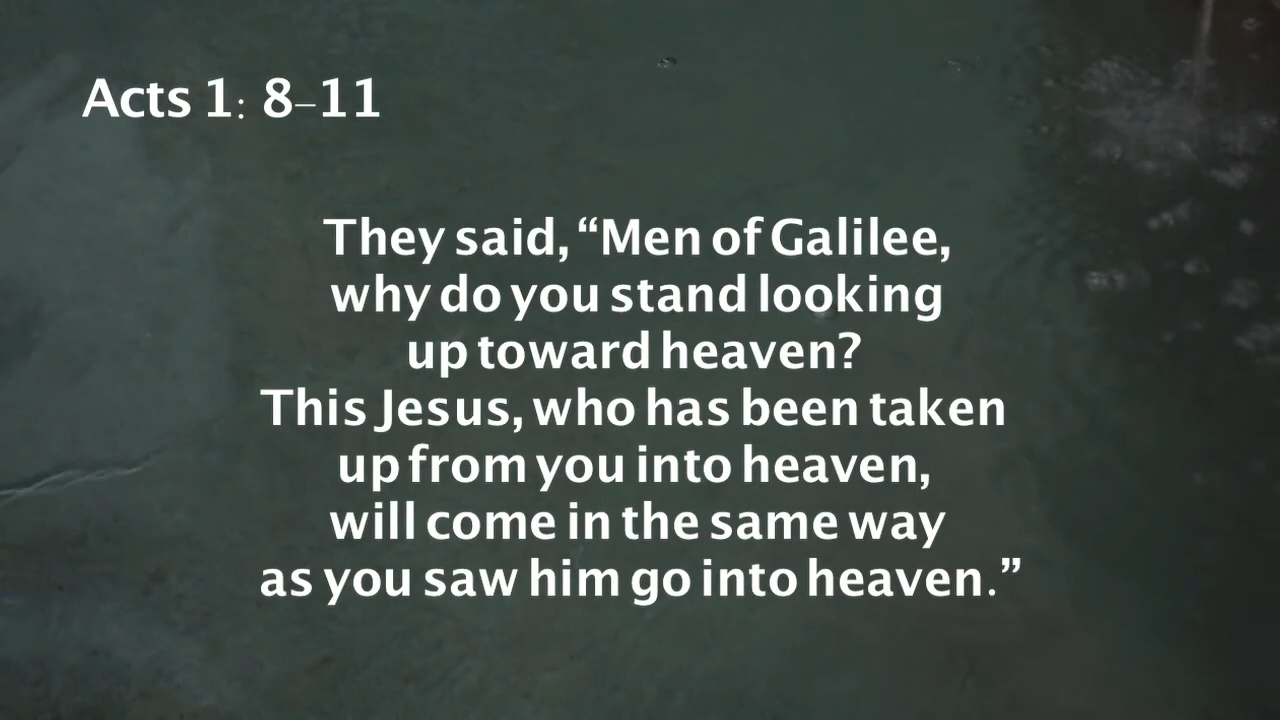 Acts 1: 8–11
They said, “Men of Galilee,
why do you stand looking
up toward heaven?
This Jesus, who has been taken
up from you into heaven,
will come in the same way
as you saw him go into heaven.”